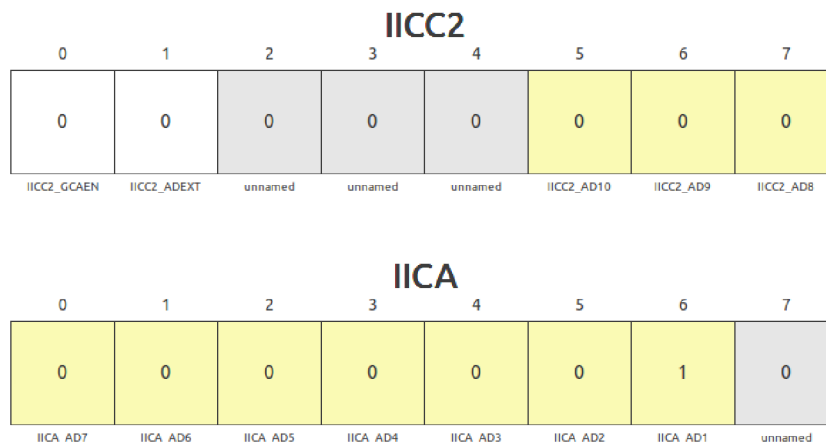 IICC2
0 1 2 3 4 5 6 7
0 0 0 0 0 0 0 0
IICC2_GCAEN IICC2_ADEXT unnamed unnamed unnamed IICC2_AD10 IICC2_AD9 IICC2_AD8
IICA
0 1 2 3 4 5 6 7
0 0 0 0 0 0 1 0
IICA_AD7 IICA_AD6 IICA_AD5 IICA_AD4 IICA_AD3 IICA_AD2 IICA_AD1 unnamed